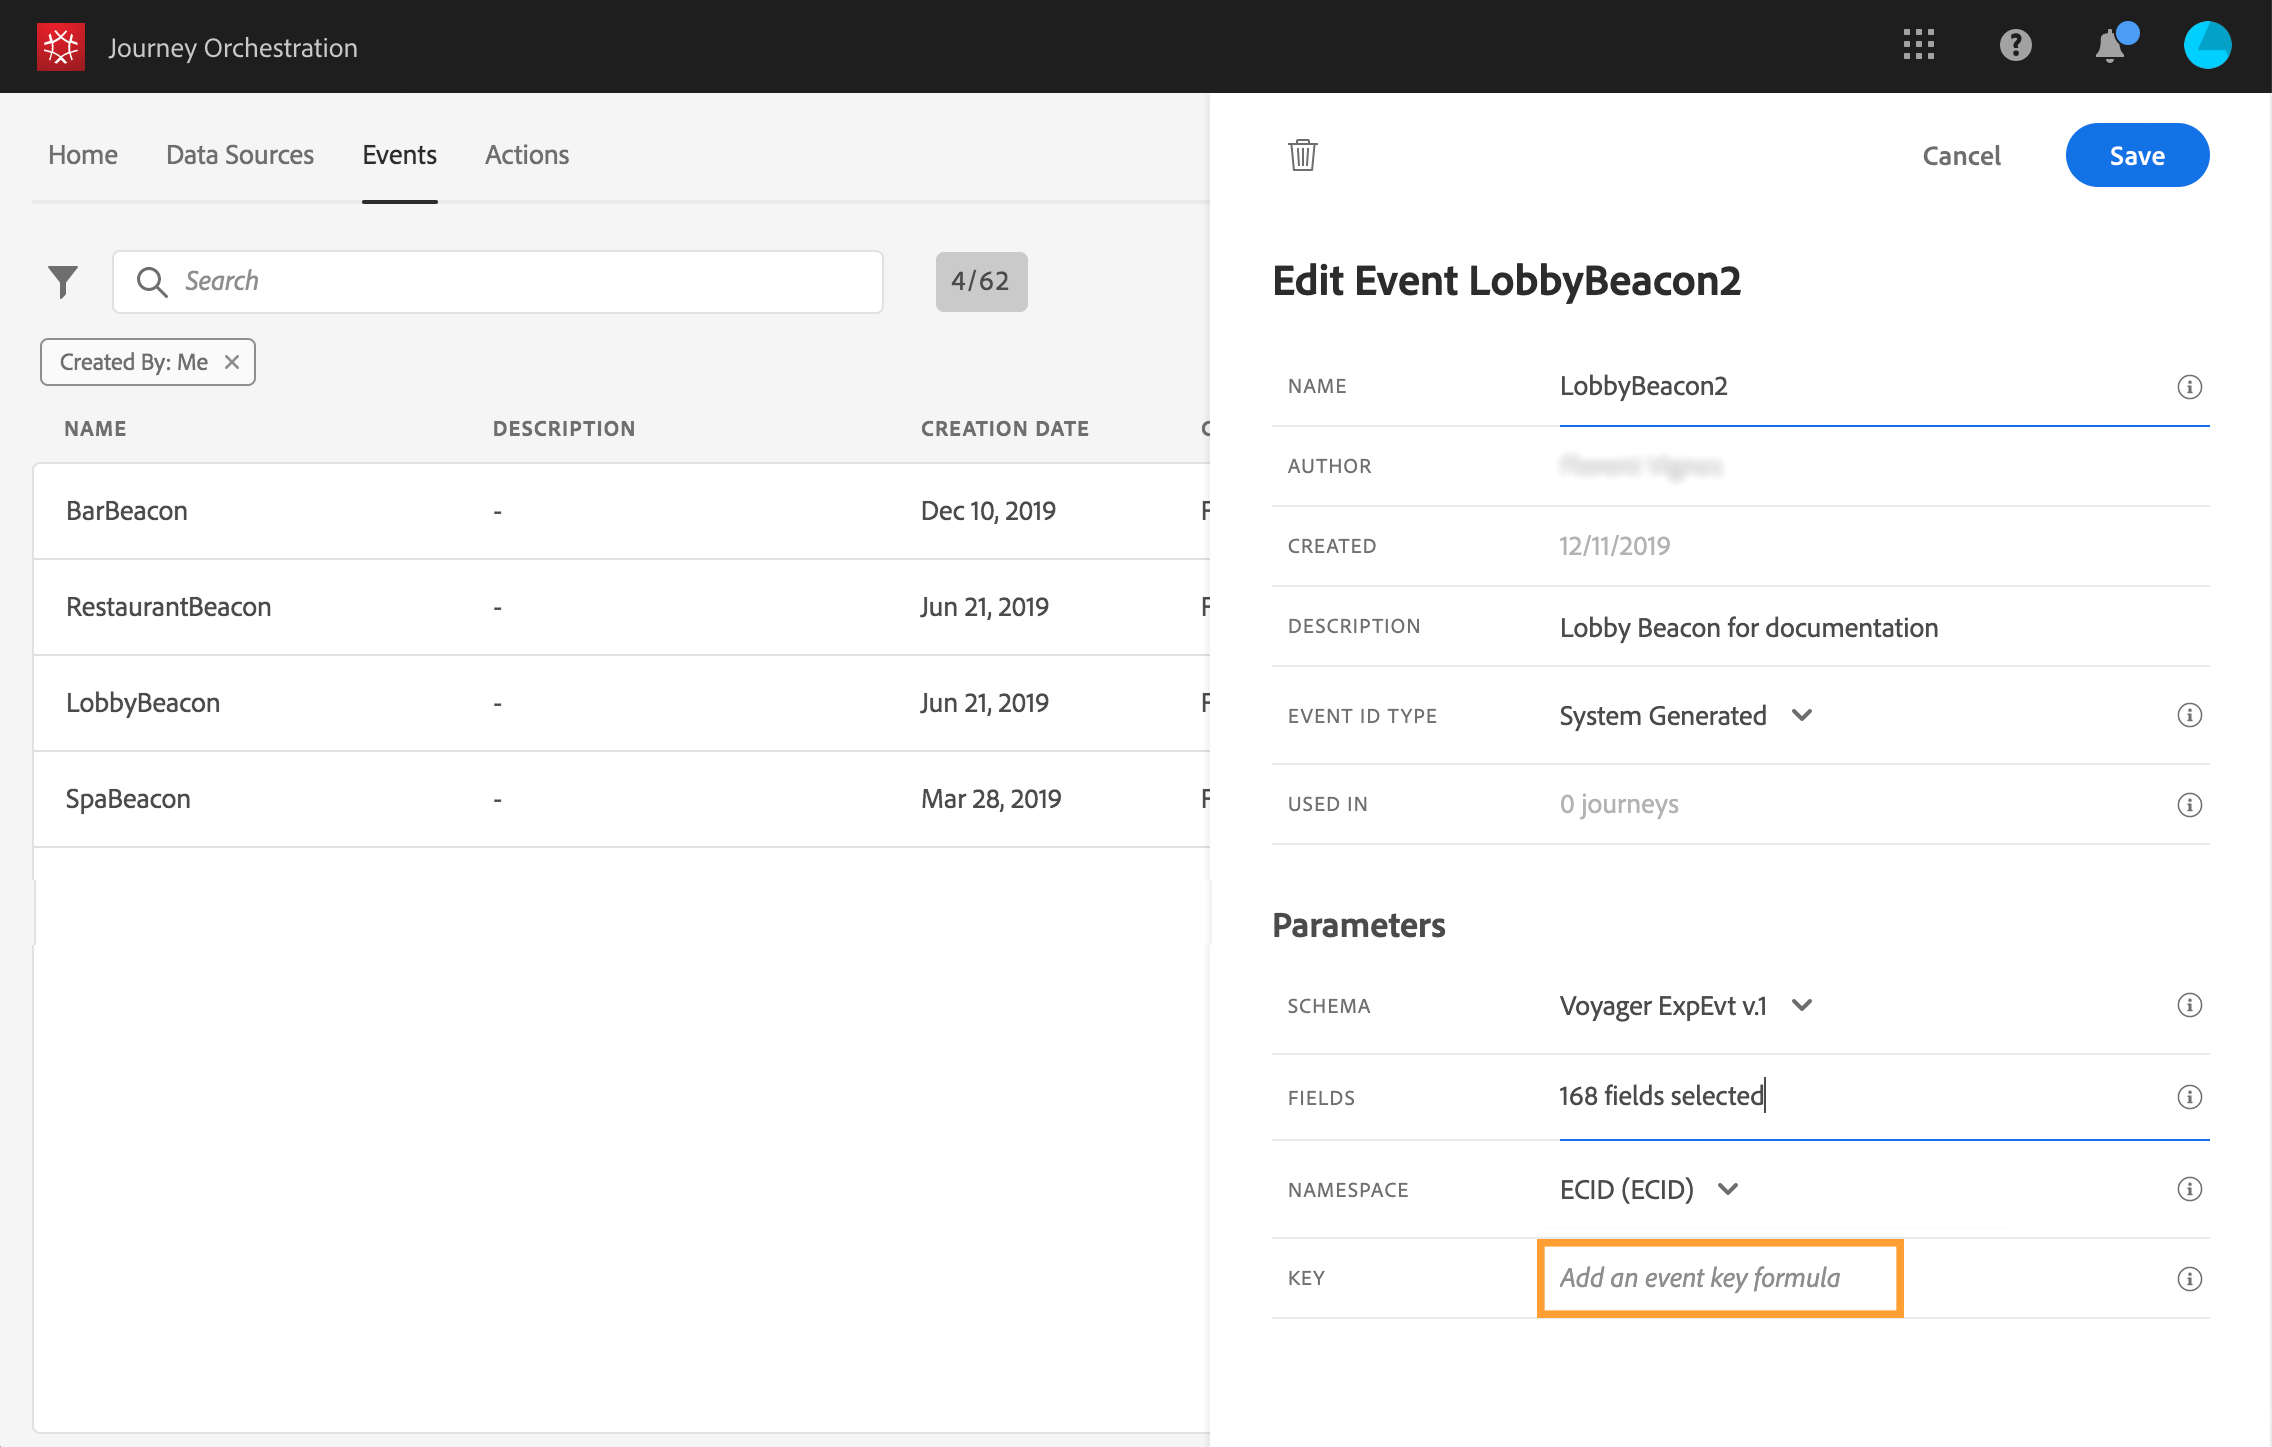 Journey Orchestration
Home Data Sources Events Actions
Search
4/62
Created By: Me
NAME DESCRIPTION CREATION DATE
BarBeacon - Dec 10, 2019
RestaurantBeacon - Jun 21, 2019
LobbyBeacon - Jun 21, 2019
SpaBeacon - Mar 28, 2019
Cancel Save
Edit Event LobbyBeacon2
NAME LobbyBeacon2
AUTHOR
CREATED 12/11/2019
DESCRIPTION Lobby Beacon for documentation
EVENT ID TYPE System Generated
USED IN 0 journeys
Parameters
SCHEMA Voyager ExpEvt v.1
FIELDS 168 fields selected
NAMESPACE ECID (ECID)
KEY Add an event key formula